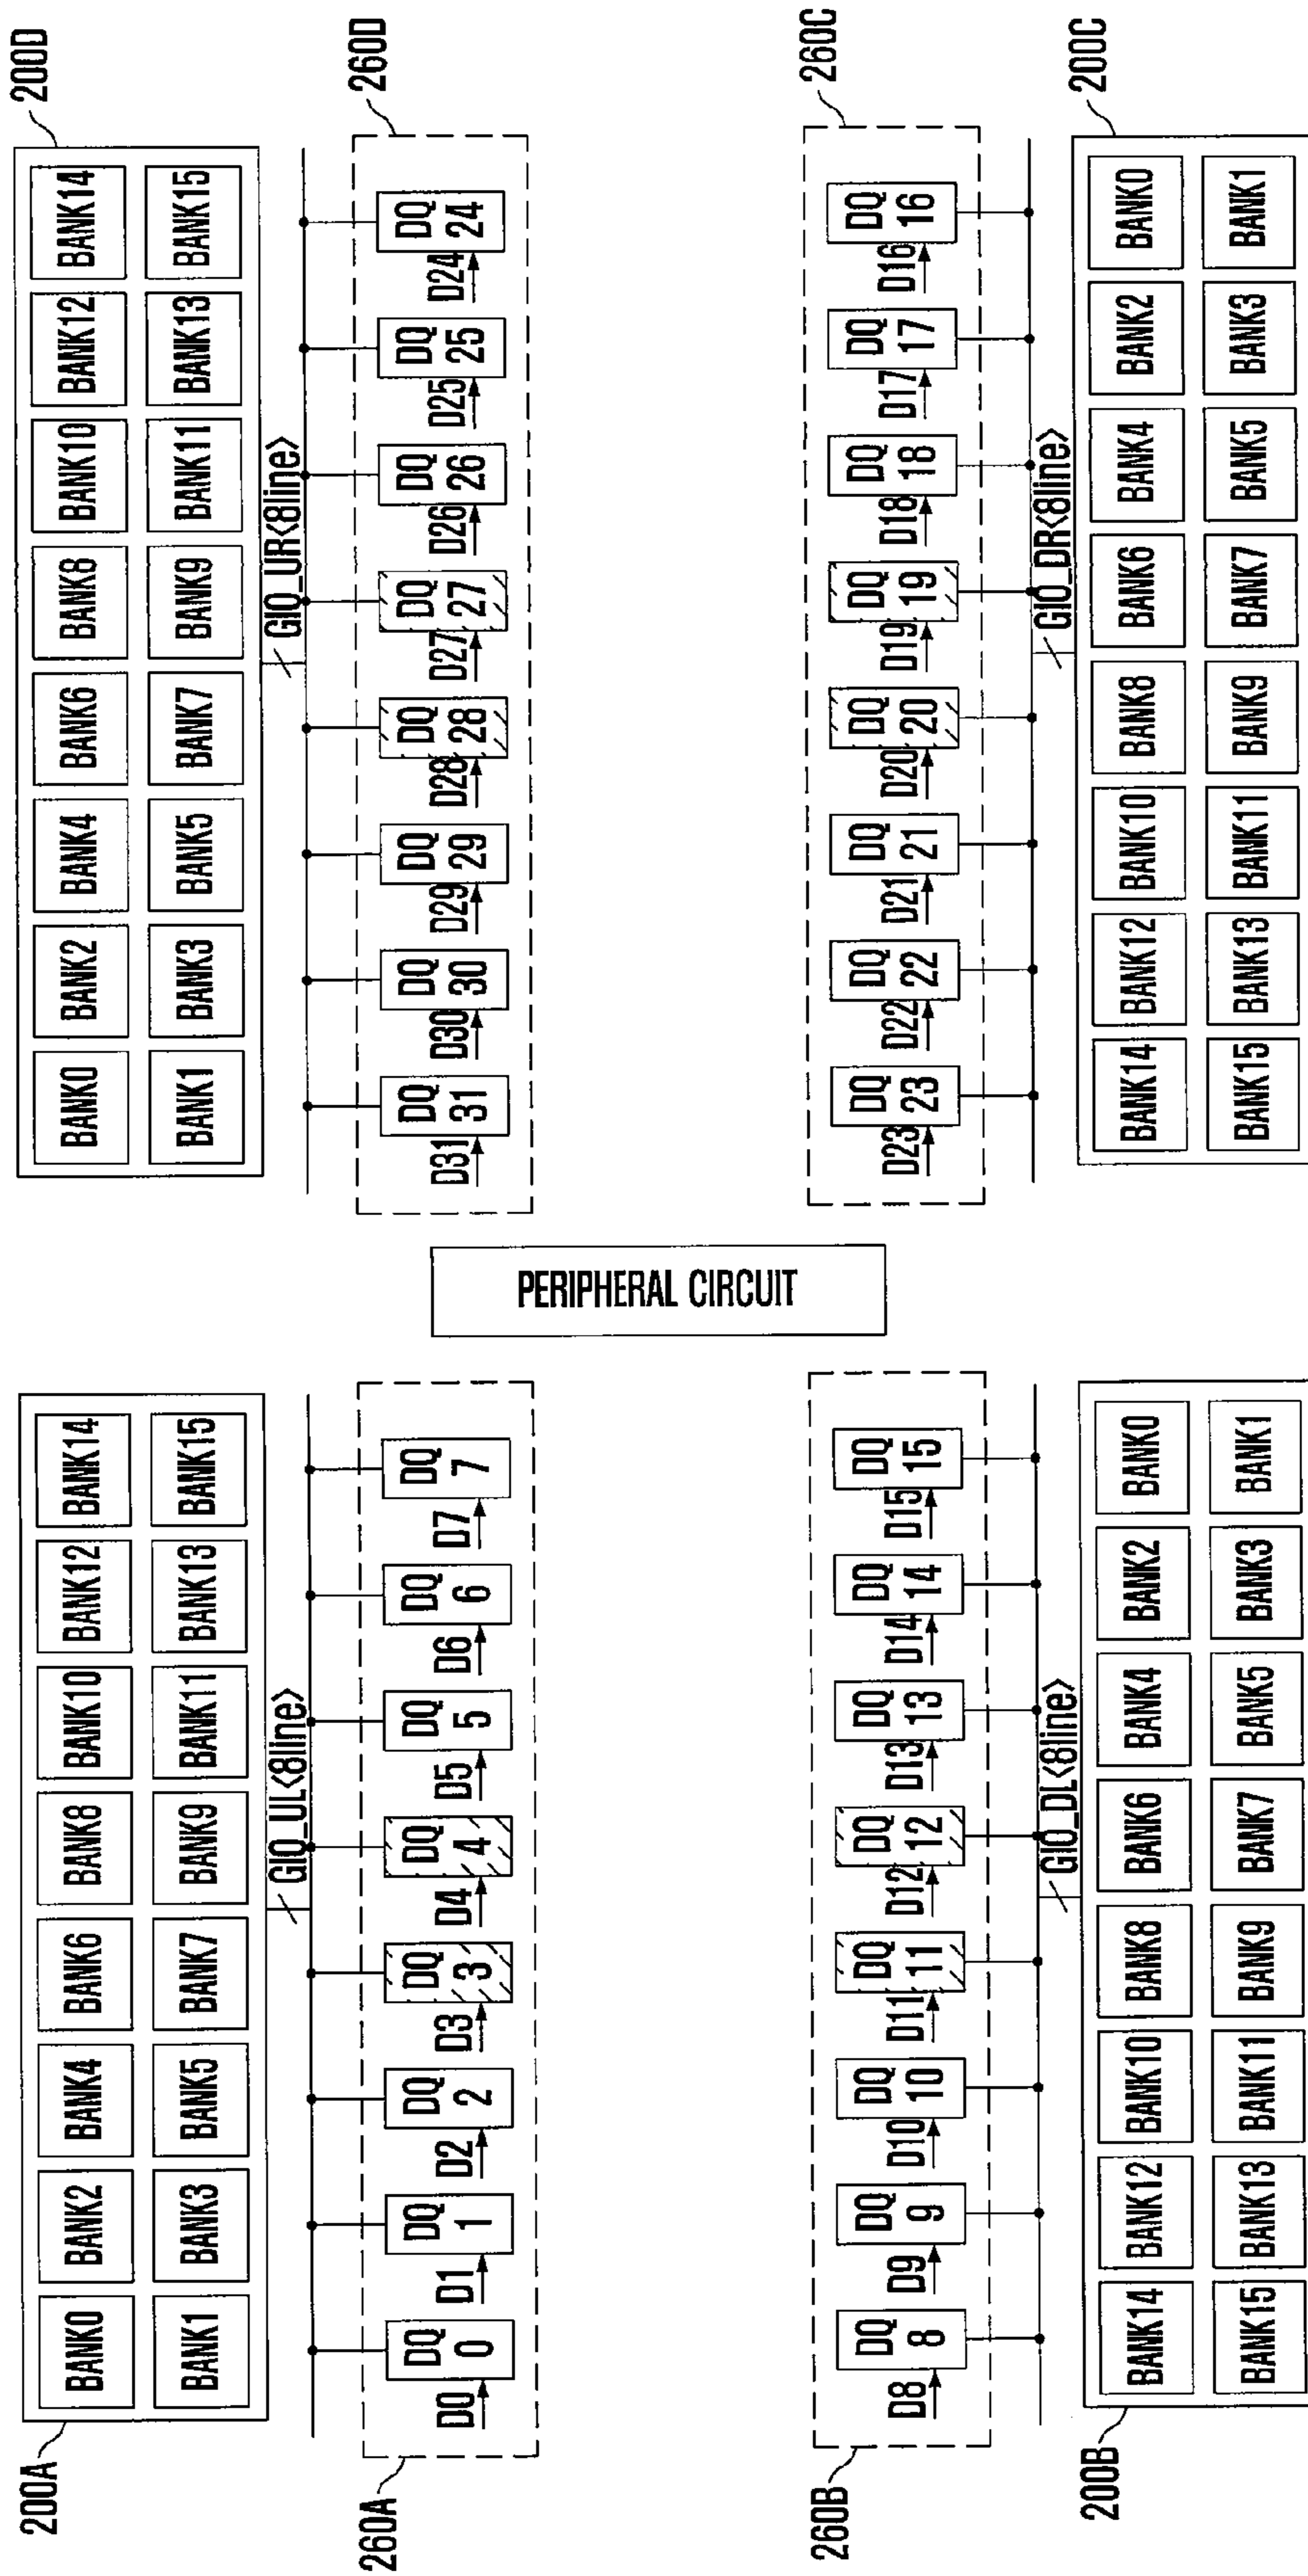 200A
BANK0 BANK2 BANK4 BANK6 BANK8 BANK10 BANK12 BANK14
BANK1 BANK3 BANK5 BANK7 BANK9 BANK11 BANK13 BANK15
GIO_UL<8line>
260A
DQ 0 DQ 1 DQ 2 DQ 3 DQ 4 DQ 5 DQ 6 DQ 7
D0 D1 D2 D3 D4 D5 D6 D7
200D
BANK0 BANK2 BANK4 BANK6 BANK8 BANK10 BANK12 BANK14
BANK1 BANK3 BANK5 BANK7 BANK9 BANK11 BANK13 BANK15
GIO_UR<8line>
260D
DQ 31 DQ 30 DQ 29 DQ 28 DQ 27 DQ 26 DQ 25 DQ 24
D31 D30 D29 D28 D27 D26 D25 D24
PERIPHERAL CIRCUIT
260B
DQ 8 DQ 9 DQ 10 DQ 11 DQ 12 DQ 13 DQ 14 DQ 15
D8 D9 D10 D11 D12 D13 D14 D15
GIO_DL<8line>
200B
BANK14 BANK12 BANK10 BANK8 BANK6 BANK4 BANK2 BANK0
BANK15 BANK13 BANK11 BANK9 BANK7 BANK5 BANK3 BANK1
260C
DQ 23 DQ 22 DQ 21 DQ 20 DQ 19 DQ 18 DQ 17 DQ 16
D23 D22 D21 D20 D19 D18 D17 D16
GIO_DR<8line>
200C
BANK14 BANK12 BANK10 BANK8 BANK6 BANK4 BANK2 BANK0
BANK15 BANK13 BANK11 BANK9 BANK7 BANK5 BANK3 BANK1